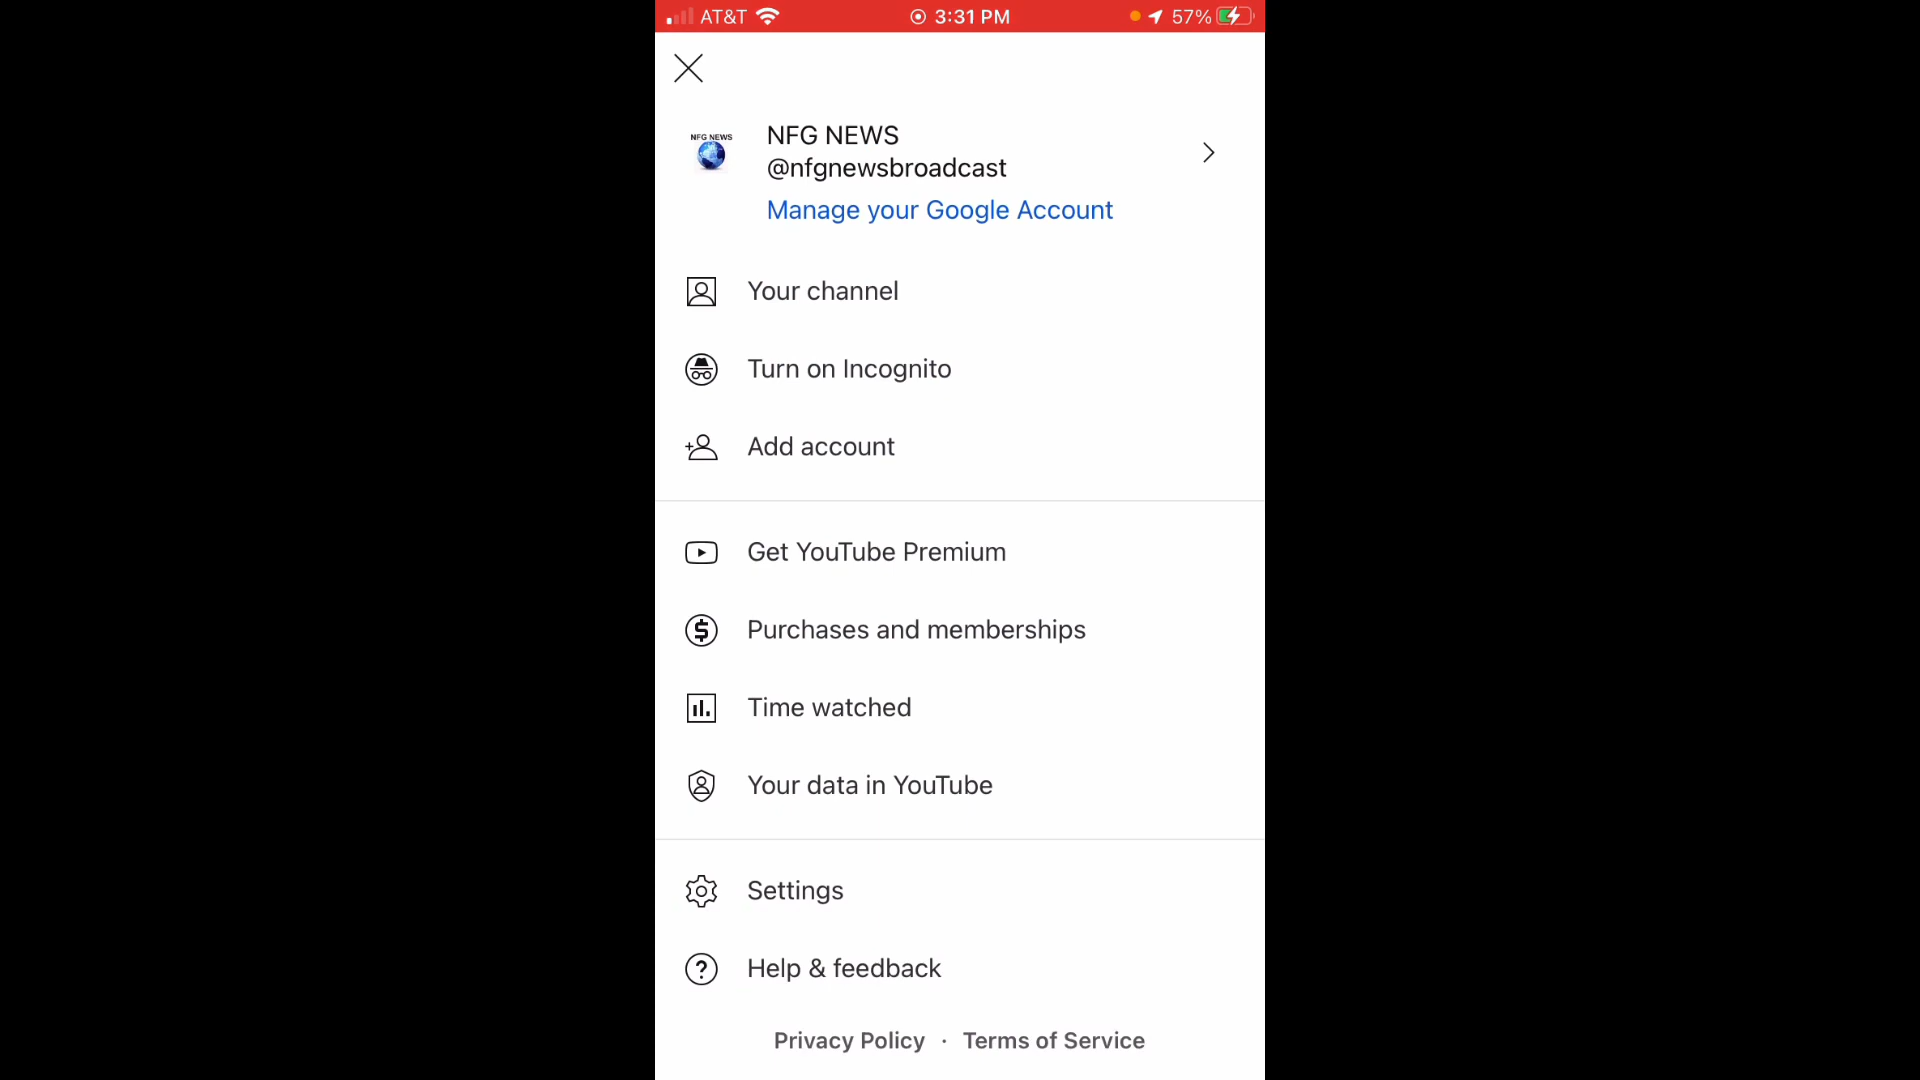 AT&T 3:31 PM 57%
NFG NEWS
NFG NEWS
@nfgnewsbroadcast
Manage your Google Account
Your channel
Turn on Incognito
Add account
Get YouTube Premium
Purchases and memberships
Time watched
Your data in YouTube
Settings
Help & feedback
Privacy Policy · Terms of Service